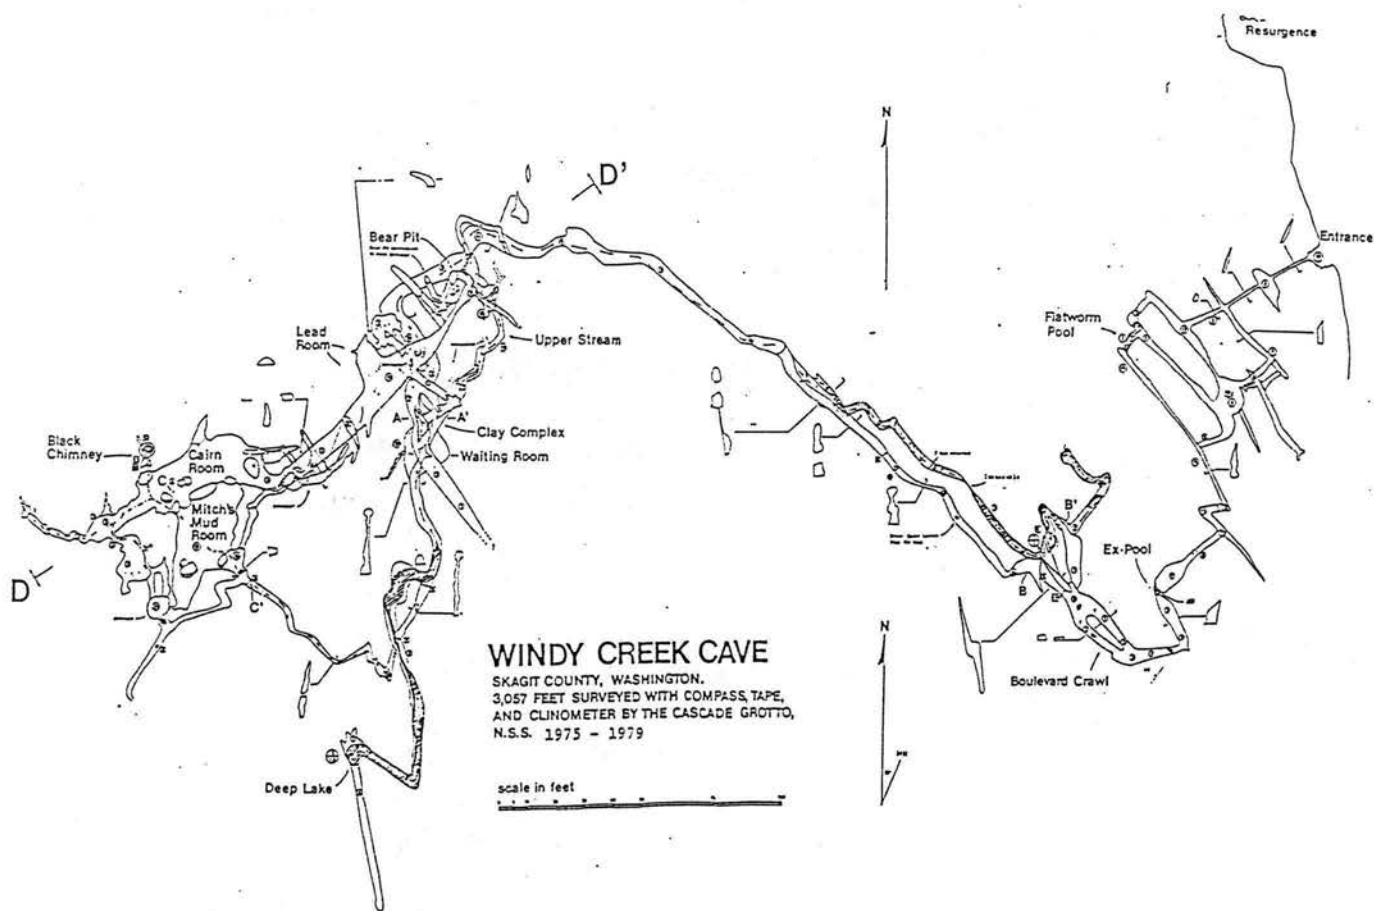 Resurgence
N
D'
Bear Pit
Entrance
Flatworm
Pool
Lead
Room
Upper Stream
A
A'
Clay Complex
Waiting Room
Black
Chimney
Cairn
Room
Mitch's
Mud
Room
D
C'
B'
Ex-Pool
B
Boulevard Crawl
N
WINDY CREEK CAVE
SKAGIT COUNTY, WASHINGTON.
3,057 FEET SURVEYED WITH COMPASS, TAPE,
AND CLINOMETER BY THE CASCADE GROTTO,
N.S.S. 1975 - 1979
Deep Lake
scale in feet